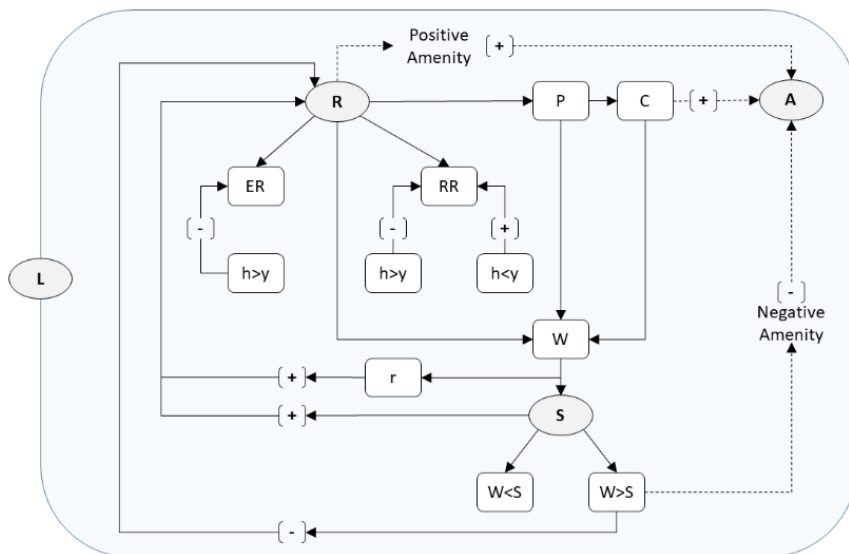 Positive
Amenity
[+]
R
P
C
[+]
A
ER
RR
[-]
[-]
[+]
h>y
h>y
h<y
L
[-]
Negative
Amenity
W
[+]
r
[+]
S
W<S
W>S
[-]